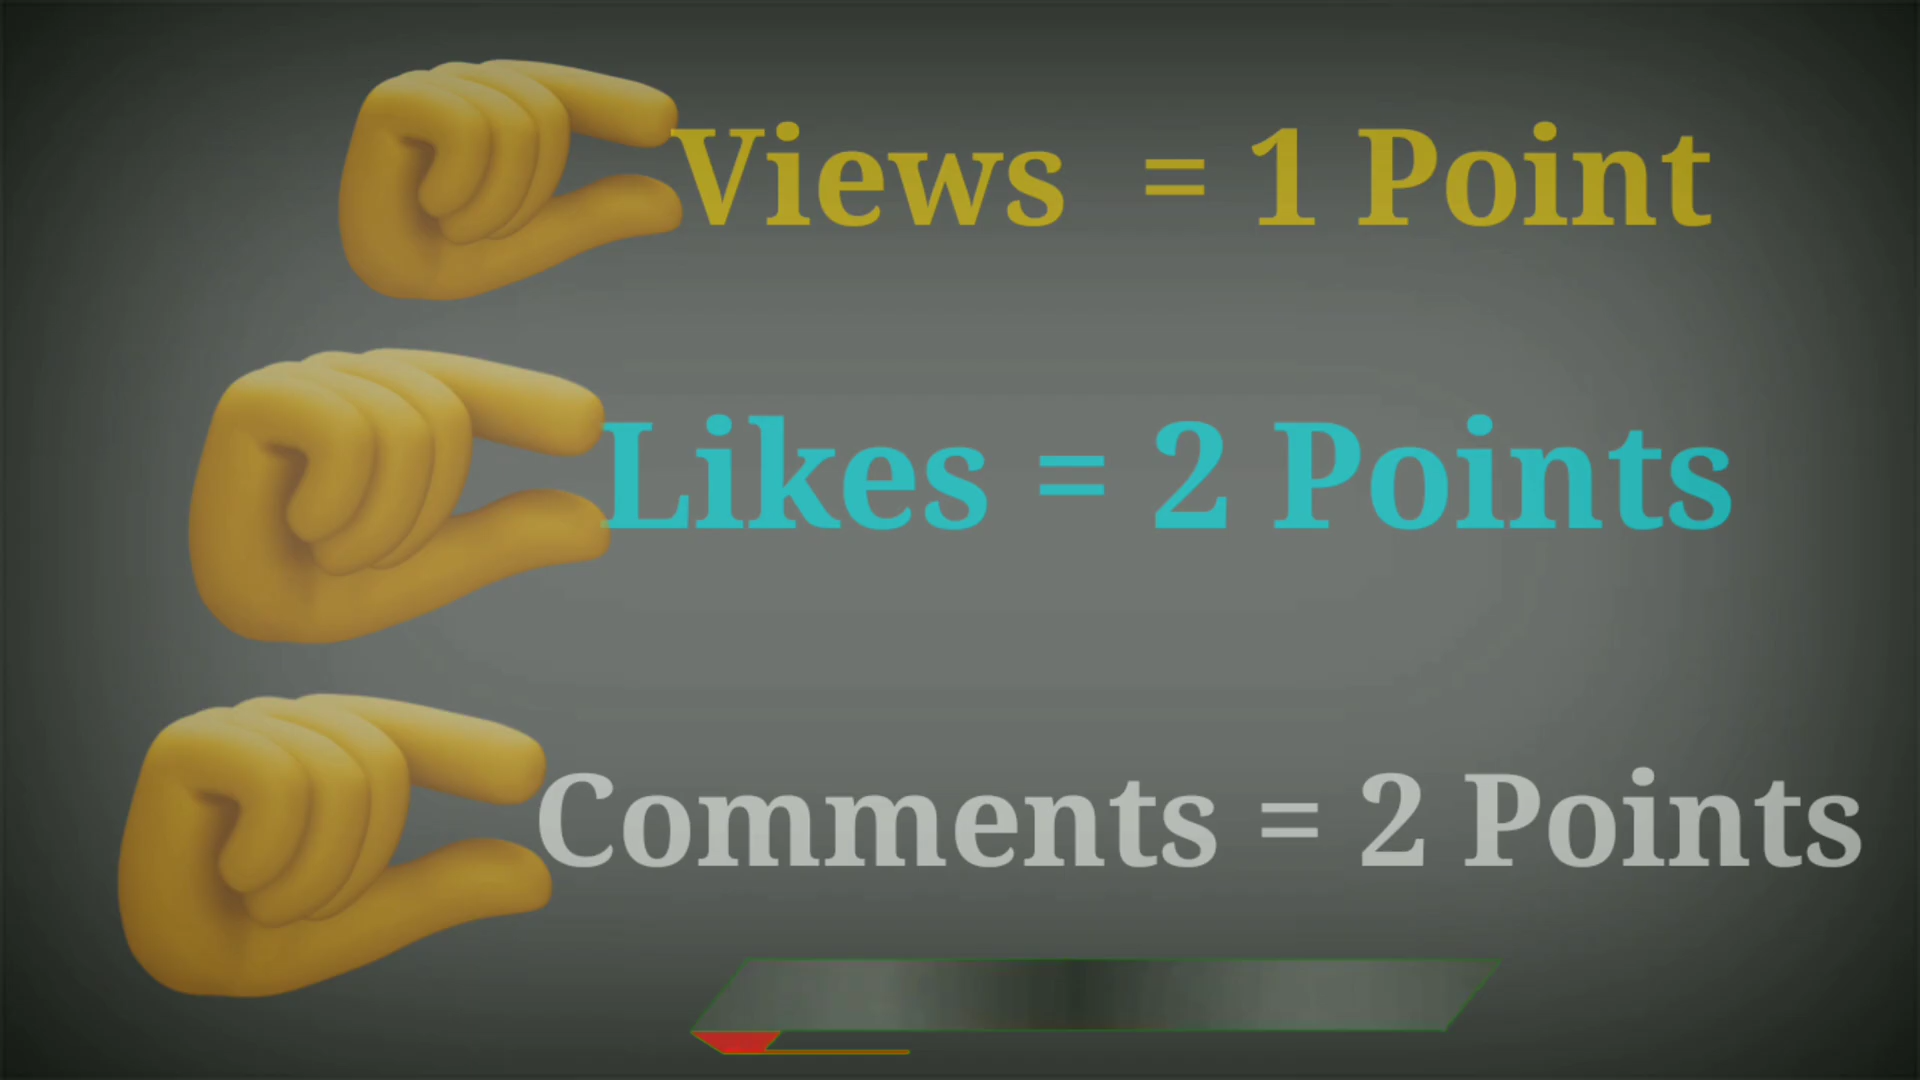 Views = 1 Point
Likes = 2 Points
Comments = 2 Points